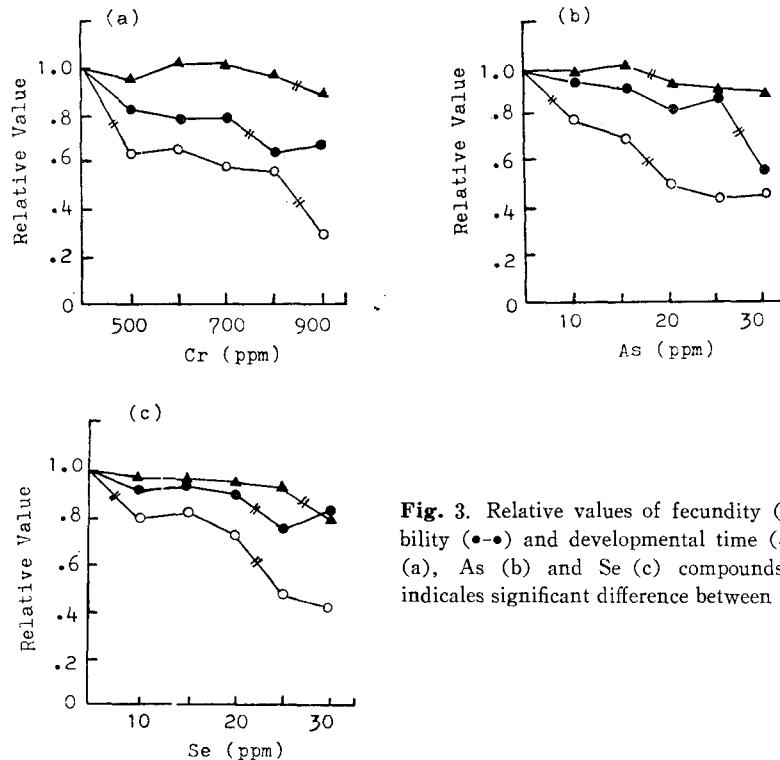 (a)
Relative Value
1.0
.8
.6
.4
.2
0
500 700 900
Cr (ppm)
(b)
Relative Value
1.0
.8
.6
.4
.2
0
10 20 30
As (ppm)
(c)
Relative Value
1.0
.8
.6
.4
.2
0
10 20 30
Se (ppm)
Fig. 3. Relative values of fecundity (
bility (●-●) and developmental time (
(a), As (b) and Se (c) compounds
indicales significant difference between